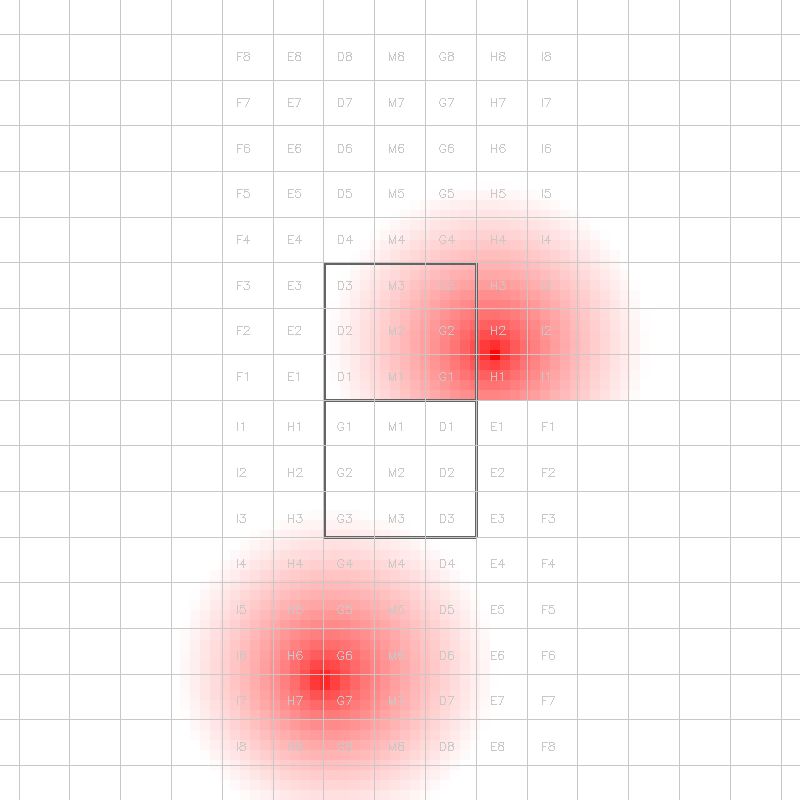 F8 E8 D8 M8 G8 H8 I8
F7 E7 D7 M7 G7 H7 I7
F6 E6 D6 M6 G6 H6 I6
F5 E5 D5 M5 G5 H5 I5
F4 E4 D4 M4 G4 H4 I4
F3 E3 D3 M3 H3
F2 E2 D2 M2 G2 H2 I2
F1 E1 D1 M1 G1 H1 I1
I1 H1 G1 M1 D1 E1 F1
I2 H2 G2 M2 D2 E2 F2
I3 H3 G3 M3 D3 E3 F3
I4 H4 G4 M4 D4 E4 F4
I5 H5 G5 M5 D5 E5 F5
I6 H6 G6 M6 D6 E6 F6
I7 H7 G7 M7 D7 E7 F7
I8 H8 G8 M8 D8 E8 F8